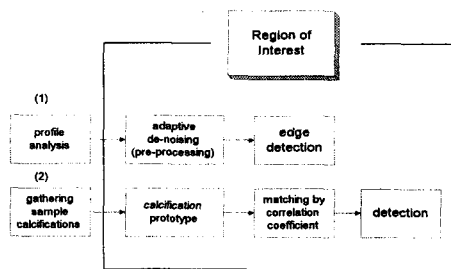 Region of
Interest
(1)
profile
analysis
adaptive
de-noising
(pre-processing)
edge
detection
(2)
gathering
sample
calcifications
calcification
prototype
matching by
correlation
coefficient
detection